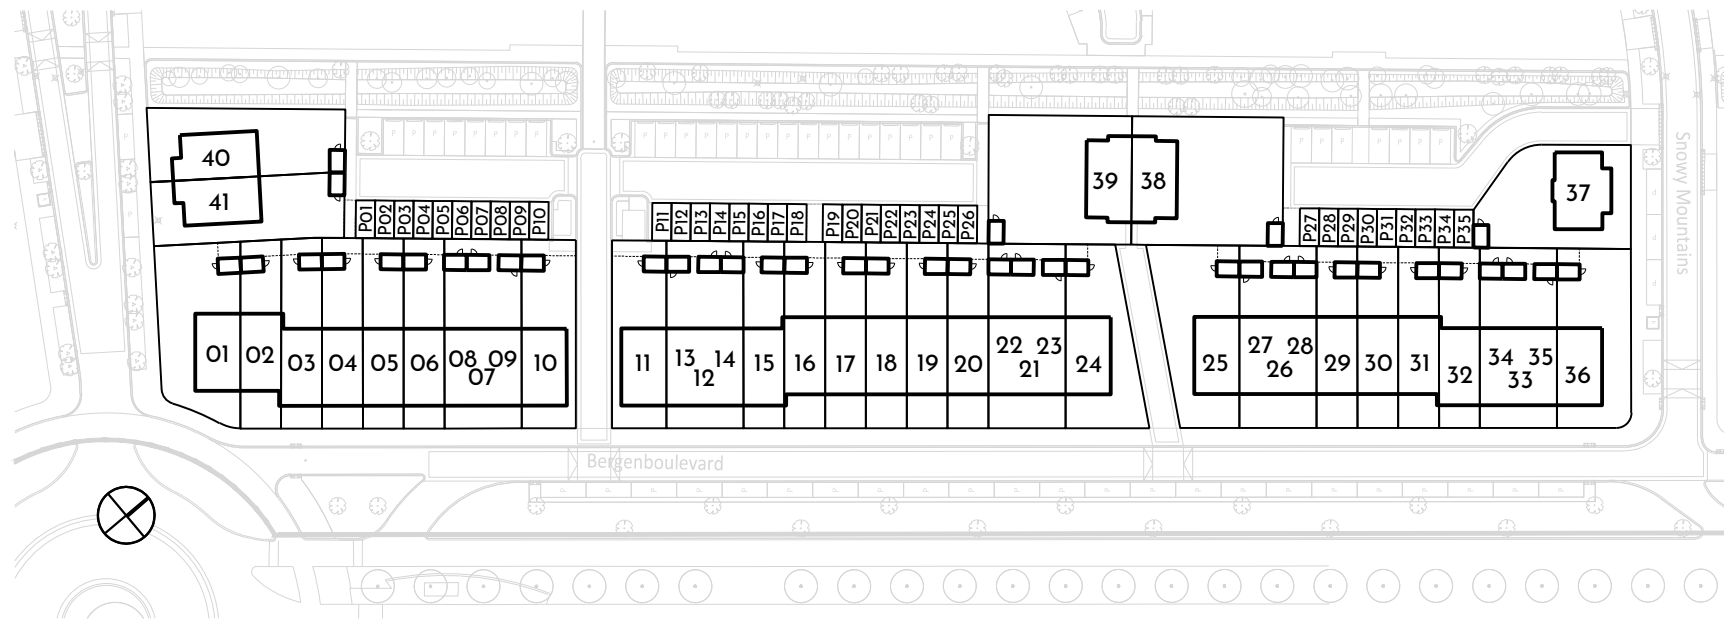 40
41
39 38
37
P01 P02 P03 P04 P05 P06 P07 P08 P09 P10
P11 P12 P13 P14 P15 P16 P17 P18
P19 P20 P21 P22 P23 P24 P25 P26
P27 P28 P29 P30 P31 P32 P33 P34 P35
Snowy Mountains
01 02 03 04 05 06 08 09 10
07
11 13 14 15 16 17 18 19 20 22 23 24
12 21
25 27 28 29 30 31 32 34 35 36
26 33
Bergenboulevard